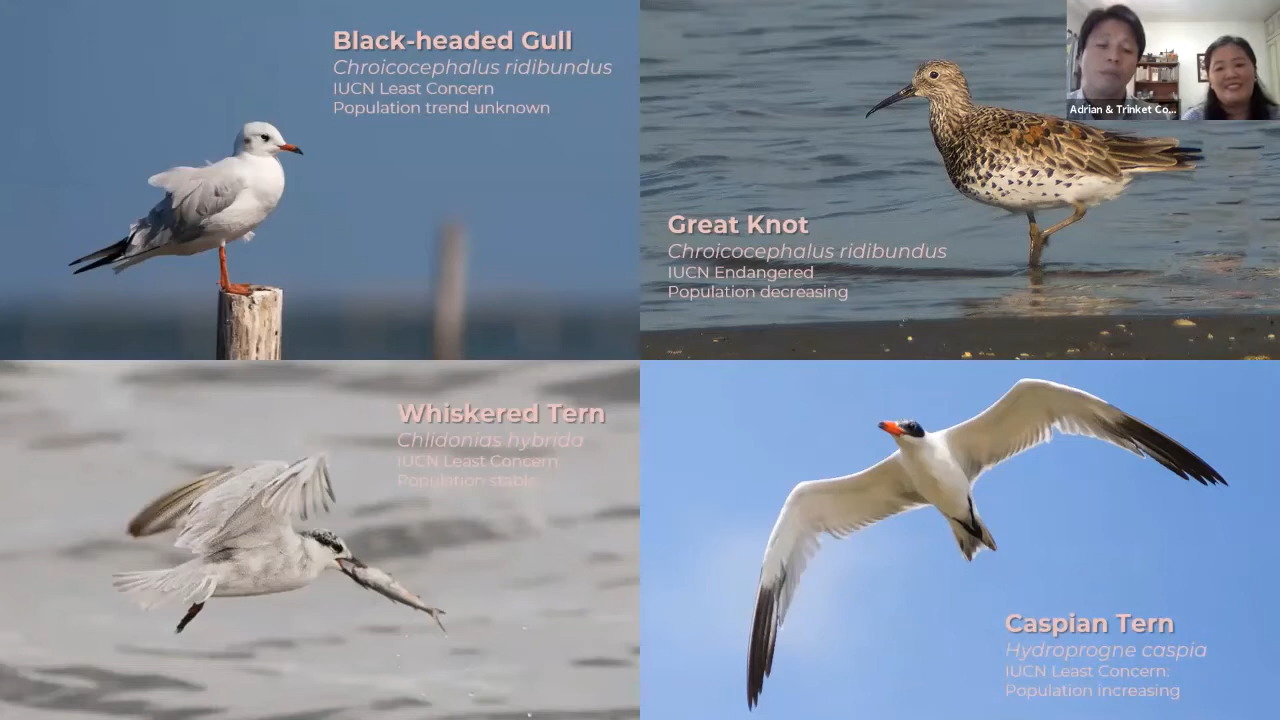 Black-headed Gull
Chroicocephalus ridibundus
IUCN Least Concern
Population trend unknown
Adrian & Trinket Co...
Great Knot
Chroicocephalus ridibundus
IUCN Endangered
Population decreasing
Whiskered Tern
Chlidonias hybrida
IUCN Least Concern
Population stable
Caspian Tern
Hydroprogne caspia
IUCN Least Concern:
Population increasing